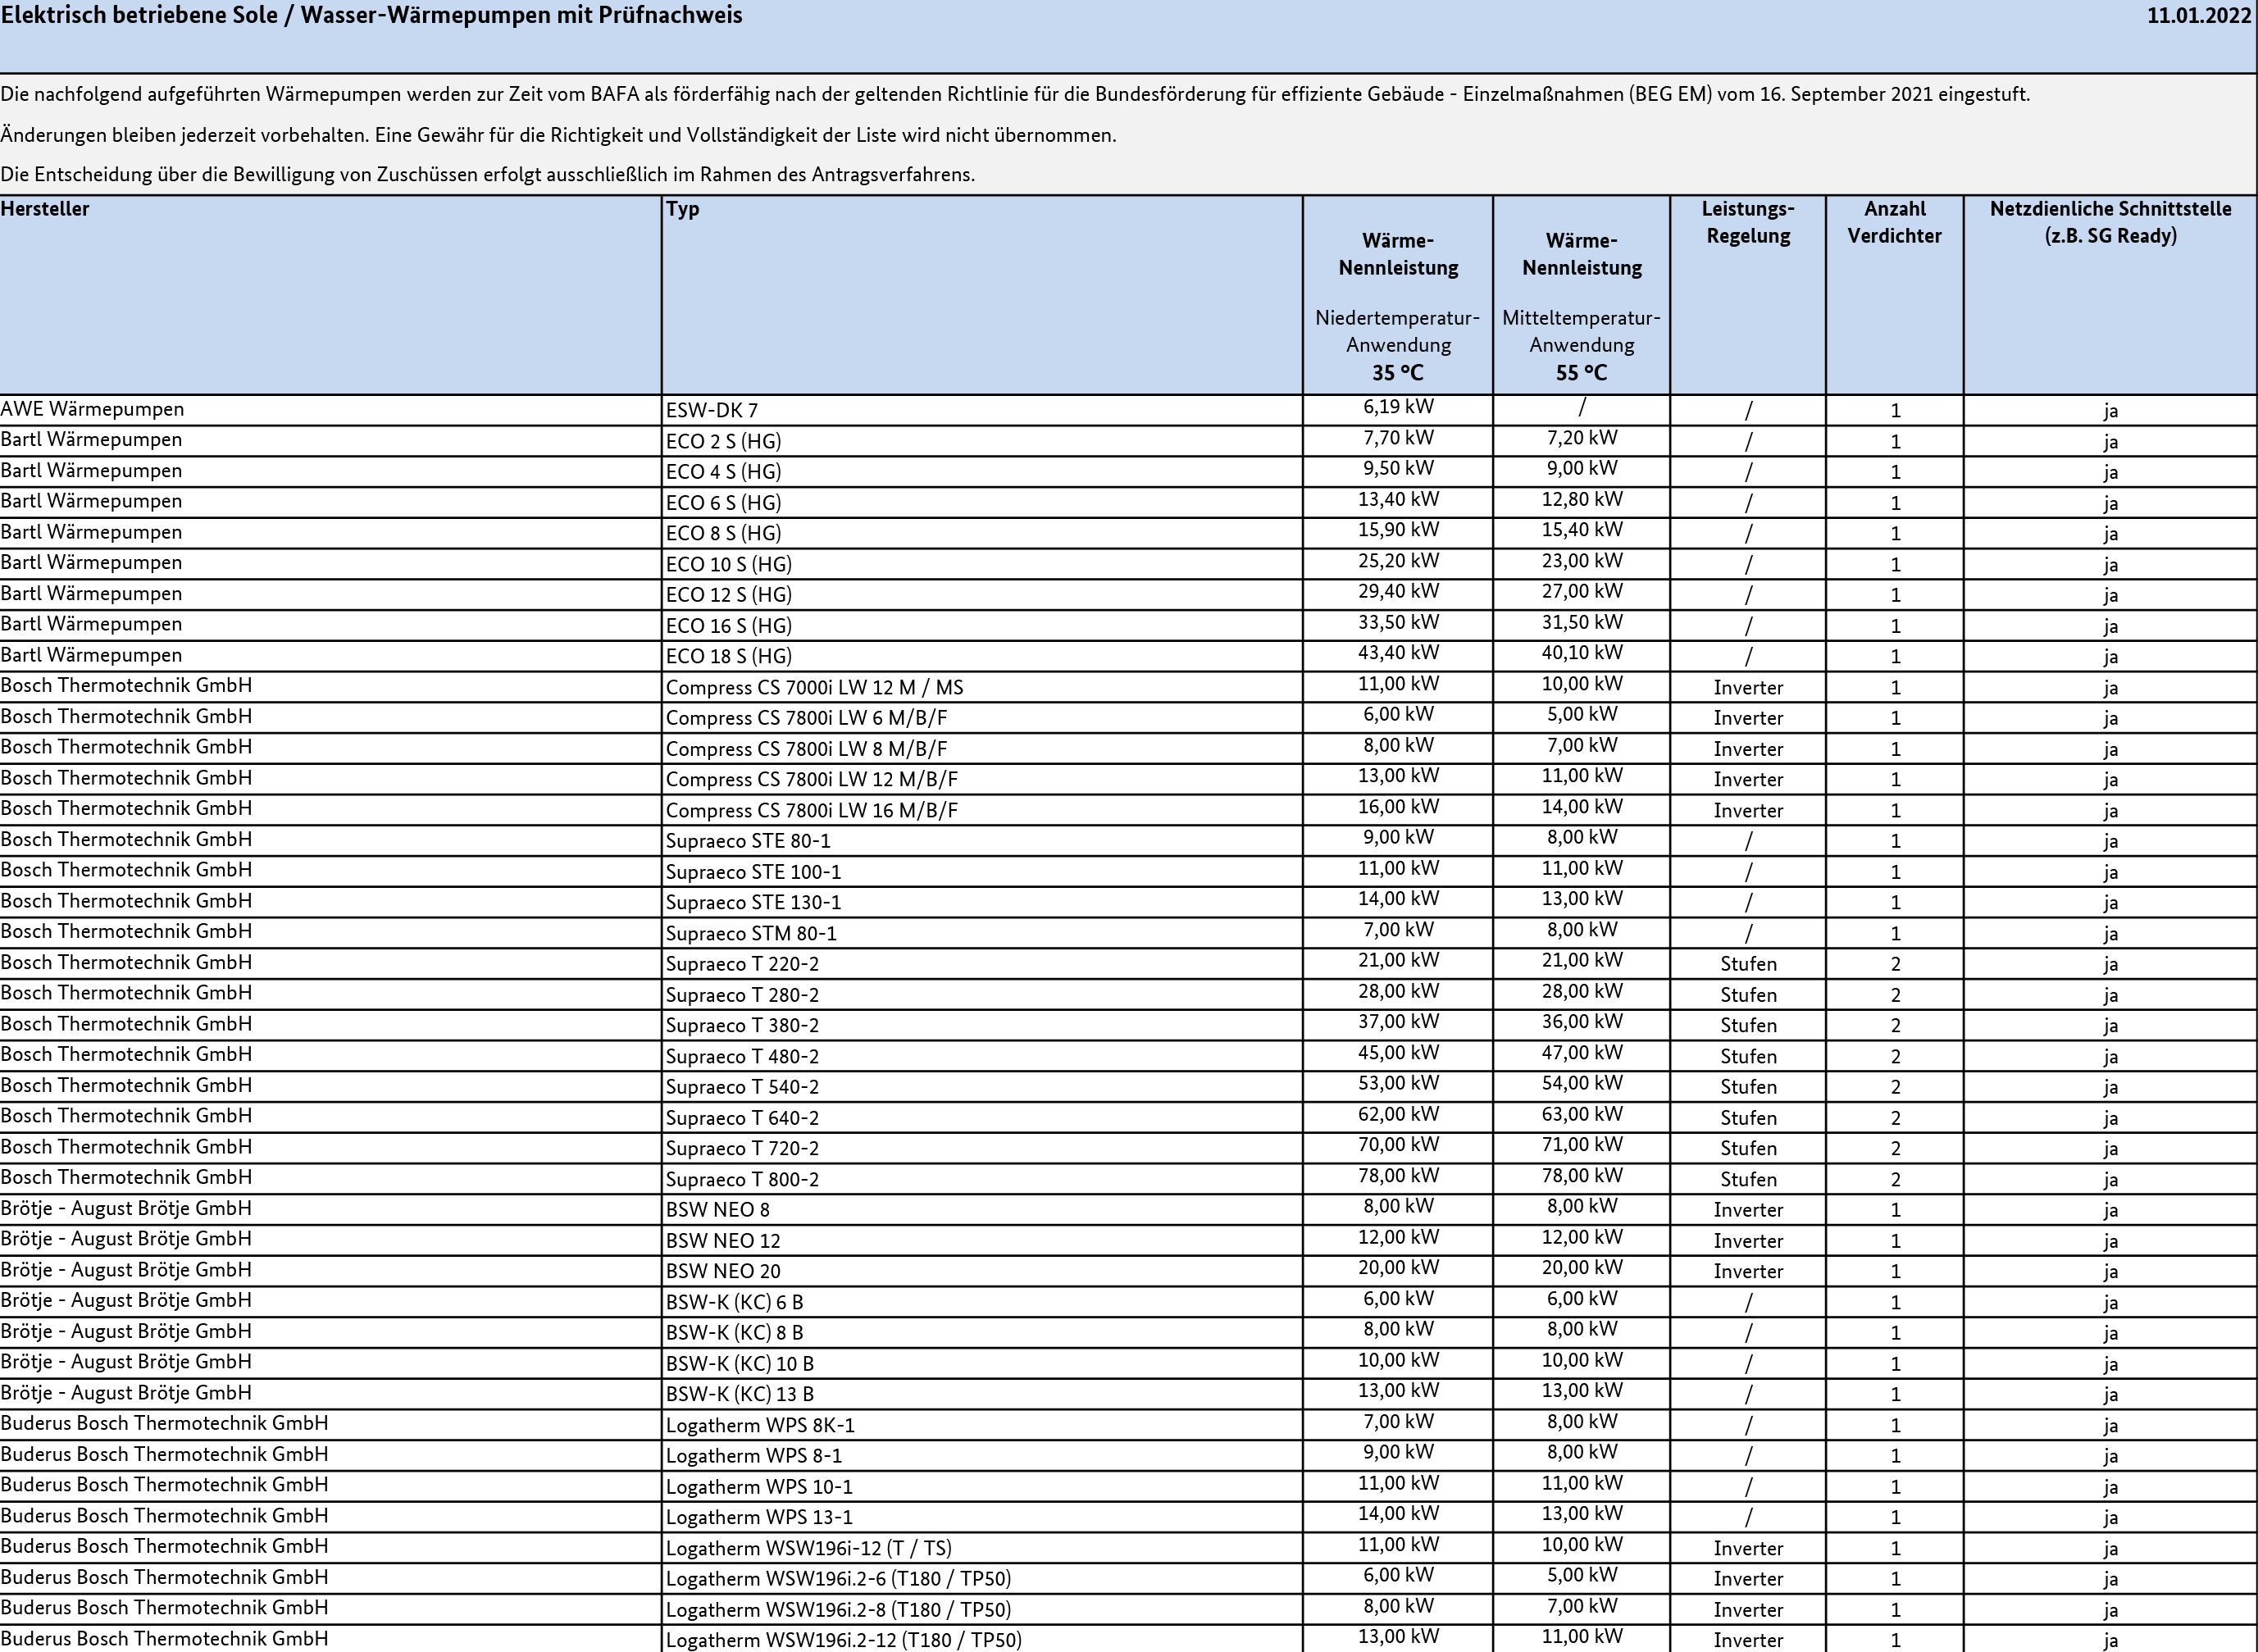 Elektrisch betriebene Sole / Wasser-Wärmepumpen mit Prüfnachweis 11.01.2022
Die nachfolgend aufgeführten Wärmepumpen werden zur Zeit vom BAFA als förderfähig nach der geltenden Richtlinie für die Bundesförderung für effiziente Gebäude - Einzelmaßnahmen (BEG EM) vom 16. September 2021 eingestuft.
Änderungen bleiben jederzeit vorbehalten. Eine Gewähr für die Richtigkeit und Vollständigkeit der Liste wird nicht übernommen.
Die Entscheidung über die Bewilligung von Zuschüssen erfolgt ausschließlich im Rahmen des Antragsverfahrens.
Hersteller Typ Leistungs- Anzahl Netzdienliche Schnittstelle
Regelung Verdichter (z.B. SG Ready)
Wärme- Wärme-
Nennleistung Nennleistung
Niedertemperatur- Mitteltemperatur-
Anwendung Anwendung
35 °C 55 °C
AWE Wärmepumpen ESW-DK 7 6,19 kW / / 1 ja
Bartl Wärmepumpen ECO 2 S (HG) 7,70 kW 7,20 kW / 1 ja
Bartl Wärmepumpen ECO 4 S (HG) 9,50 kW 9,00 kW / 1 ja
Bartl Wärmepumpen ECO 6 S (HG) 13,40 kW 12,80 kW / 1 ja
Bartl Wärmepumpen ECO 8 S (HG) 15,90 kW 15,40 kW / 1 ja
Bartl Wärmepumpen ECO 10 S (HG) 25,20 kW 23,00 kW / 1 ja
Bartl Wärmepumpen ECO 12 S (HG) 29,40 kW 27,00 kW / 1 ja
Bartl Wärmepumpen ECO 16 S (HG) 33,50 kW 31,50 kW / 1 ja
Bartl Wärmepumpen ECO 18 S (HG) 43,40 kW 40,10 kW / 1 ja
Bosch Thermotechnik GmbH Compress CS 7000i LW 12 M / MS 11,00 kW 10,00 kW Inverter 1 ja
Bosch Thermotechnik GmbH Compress CS 7800i LW 6 M/B/F 6,00 kW 5,00 kW Inverter 1 ja
Bosch Thermotechnik GmbH Compress CS 7800i LW 8 M/B/F 8,00 kW 7,00 kW Inverter 1 ja
Bosch Thermotechnik GmbH Compress CS 7800i LW 12 M/B/F 13,00 kW 11,00 kW Inverter 1 ja
Bosch Thermotechnik GmbH Compress CS 7800i LW 16 M/B/F 16,00 kW 14,00 kW Inverter 1 ja
Bosch Thermotechnik GmbH Supraeco STE 80-1 9,00 kW 8,00 kW / 1 ja
Bosch Thermotechnik GmbH Supraeco STE 100-1 11,00 kW 11,00 kW / 1 ja
Bosch Thermotechnik GmbH Supraeco STE 130-1 14,00 kW 13,00 kW / 1 ja
Bosch Thermotechnik GmbH Supraeco STM 80-1 7,00 kW 8,00 kW / 1 ja
Bosch Thermotechnik GmbH Supraeco T 220-2 21,00 kW 21,00 kW Stufen 2 ja
Bosch Thermotechnik GmbH Supraeco T 280-2 28,00 kW 28,00 kW Stufen 2 ja
Bosch Thermotechnik GmbH Supraeco T 380-2 37,00 kW 36,00 kW Stufen 2 ja
Bosch Thermotechnik GmbH Supraeco T 480-2 45,00 kW 47,00 kW Stufen 2 ja
Bosch Thermotechnik GmbH Supraeco T 540-2 53,00 kW 54,00 kW Stufen 2 ja
Bosch Thermotechnik GmbH Supraeco T 640-2 62,00 kW 63,00 kW Stufen 2 ja
Bosch Thermotechnik GmbH Supraeco T 720-2 70,00 kW 71,00 kW Stufen 2 ja
Bosch Thermotechnik GmbH Supraeco T 800-2 78,00 kW 78,00 kW Stufen 2 ja
Brötje - August Brötje GmbH BSW NEO 8 8,00 kW 8,00 kW Inverter 1 ja
Brötje - August Brötje GmbH BSW NEO 12 12,00 kW 12,00 kW Inverter 1 ja
Brötje - August Brötje GmbH BSW NEO 20 20,00 kW 20,00 kW Inverter 1 ja
Brötje - August Brötje GmbH BSW-K (KC) 6 B 6,00 kW 6,00 kW / 1 ja
Brötje - August Brötje GmbH BSW-K (KC) 8 B 8,00 kW 8,00 kW / 1 ja
Brötje - August Brötje GmbH BSW-K (KC) 10 B 10,00 kW 10,00 kW / 1 ja
Brötje - August Brötje GmbH BSW-K (KC) 13 B 13,00 kW 13,00 kW / 1 ja
Buderus Bosch Thermotechnik GmbH Logatherm WPS 8K-1 7,00 kW 8,00 kW / 1 ja
Buderus Bosch Thermotechnik GmbH Logatherm WPS 8-1 9,00 kW 8,00 kW / 1 ja
Buderus Bosch Thermotechnik GmbH Logatherm WPS 10-1 11,00 kW 11,00 kW / 1 ja
Buderus Bosch Thermotechnik GmbH Logatherm WPS 13-1 14,00 kW 13,00 kW / 1 ja
Buderus Bosch Thermotechnik GmbH Logatherm WSW196i-12 (T / TS) 11,00 kW 10,00 kW Inverter 1 ja
Buderus Bosch Thermotechnik GmbH Logatherm WSW196i.2-6 (T180 / TP50) 6,00 kW 5,00 kW Inverter 1 ja
Buderus Bosch Thermotechnik GmbH Logatherm WSW196i.2-8 (T180 / TP50) 8,00 kW 7,00 kW Inverter 1 ja
Buderus Bosch Thermotechnik GmbH Logatherm WSW196i.2-12 (T180 / TP50) 13,00 kW 11,00 kW Inverter 1 ja